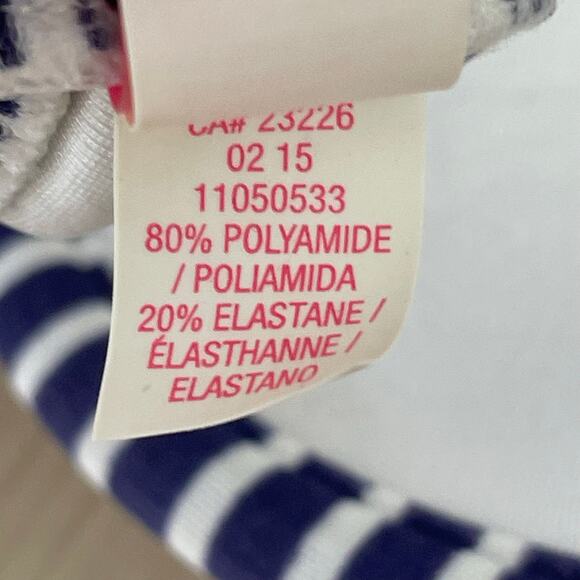 CA# 23226
02 15
11050533
80% POLYAMIDE
/ POLIAMIDA
20% ELASTANE /
ÉLASTHANNE /
ELASTANO